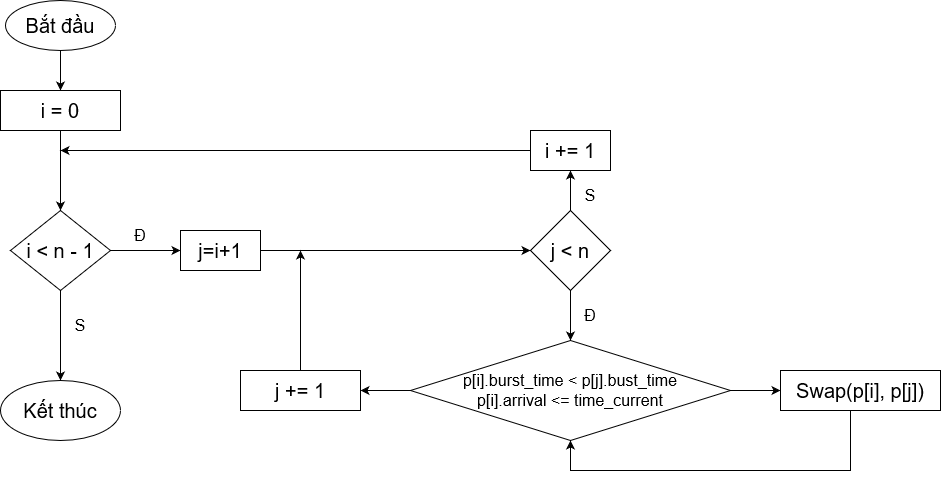 Bắt đầu
i = 0
i += 1
S
i < n - 1
Đ
j=i+1
j < n
S
Đ
Kết thúc
j += 1
p[i].burst_time < p[j].bust_time
p[i].arrival <= time_current
Swap(p[i], p[j])